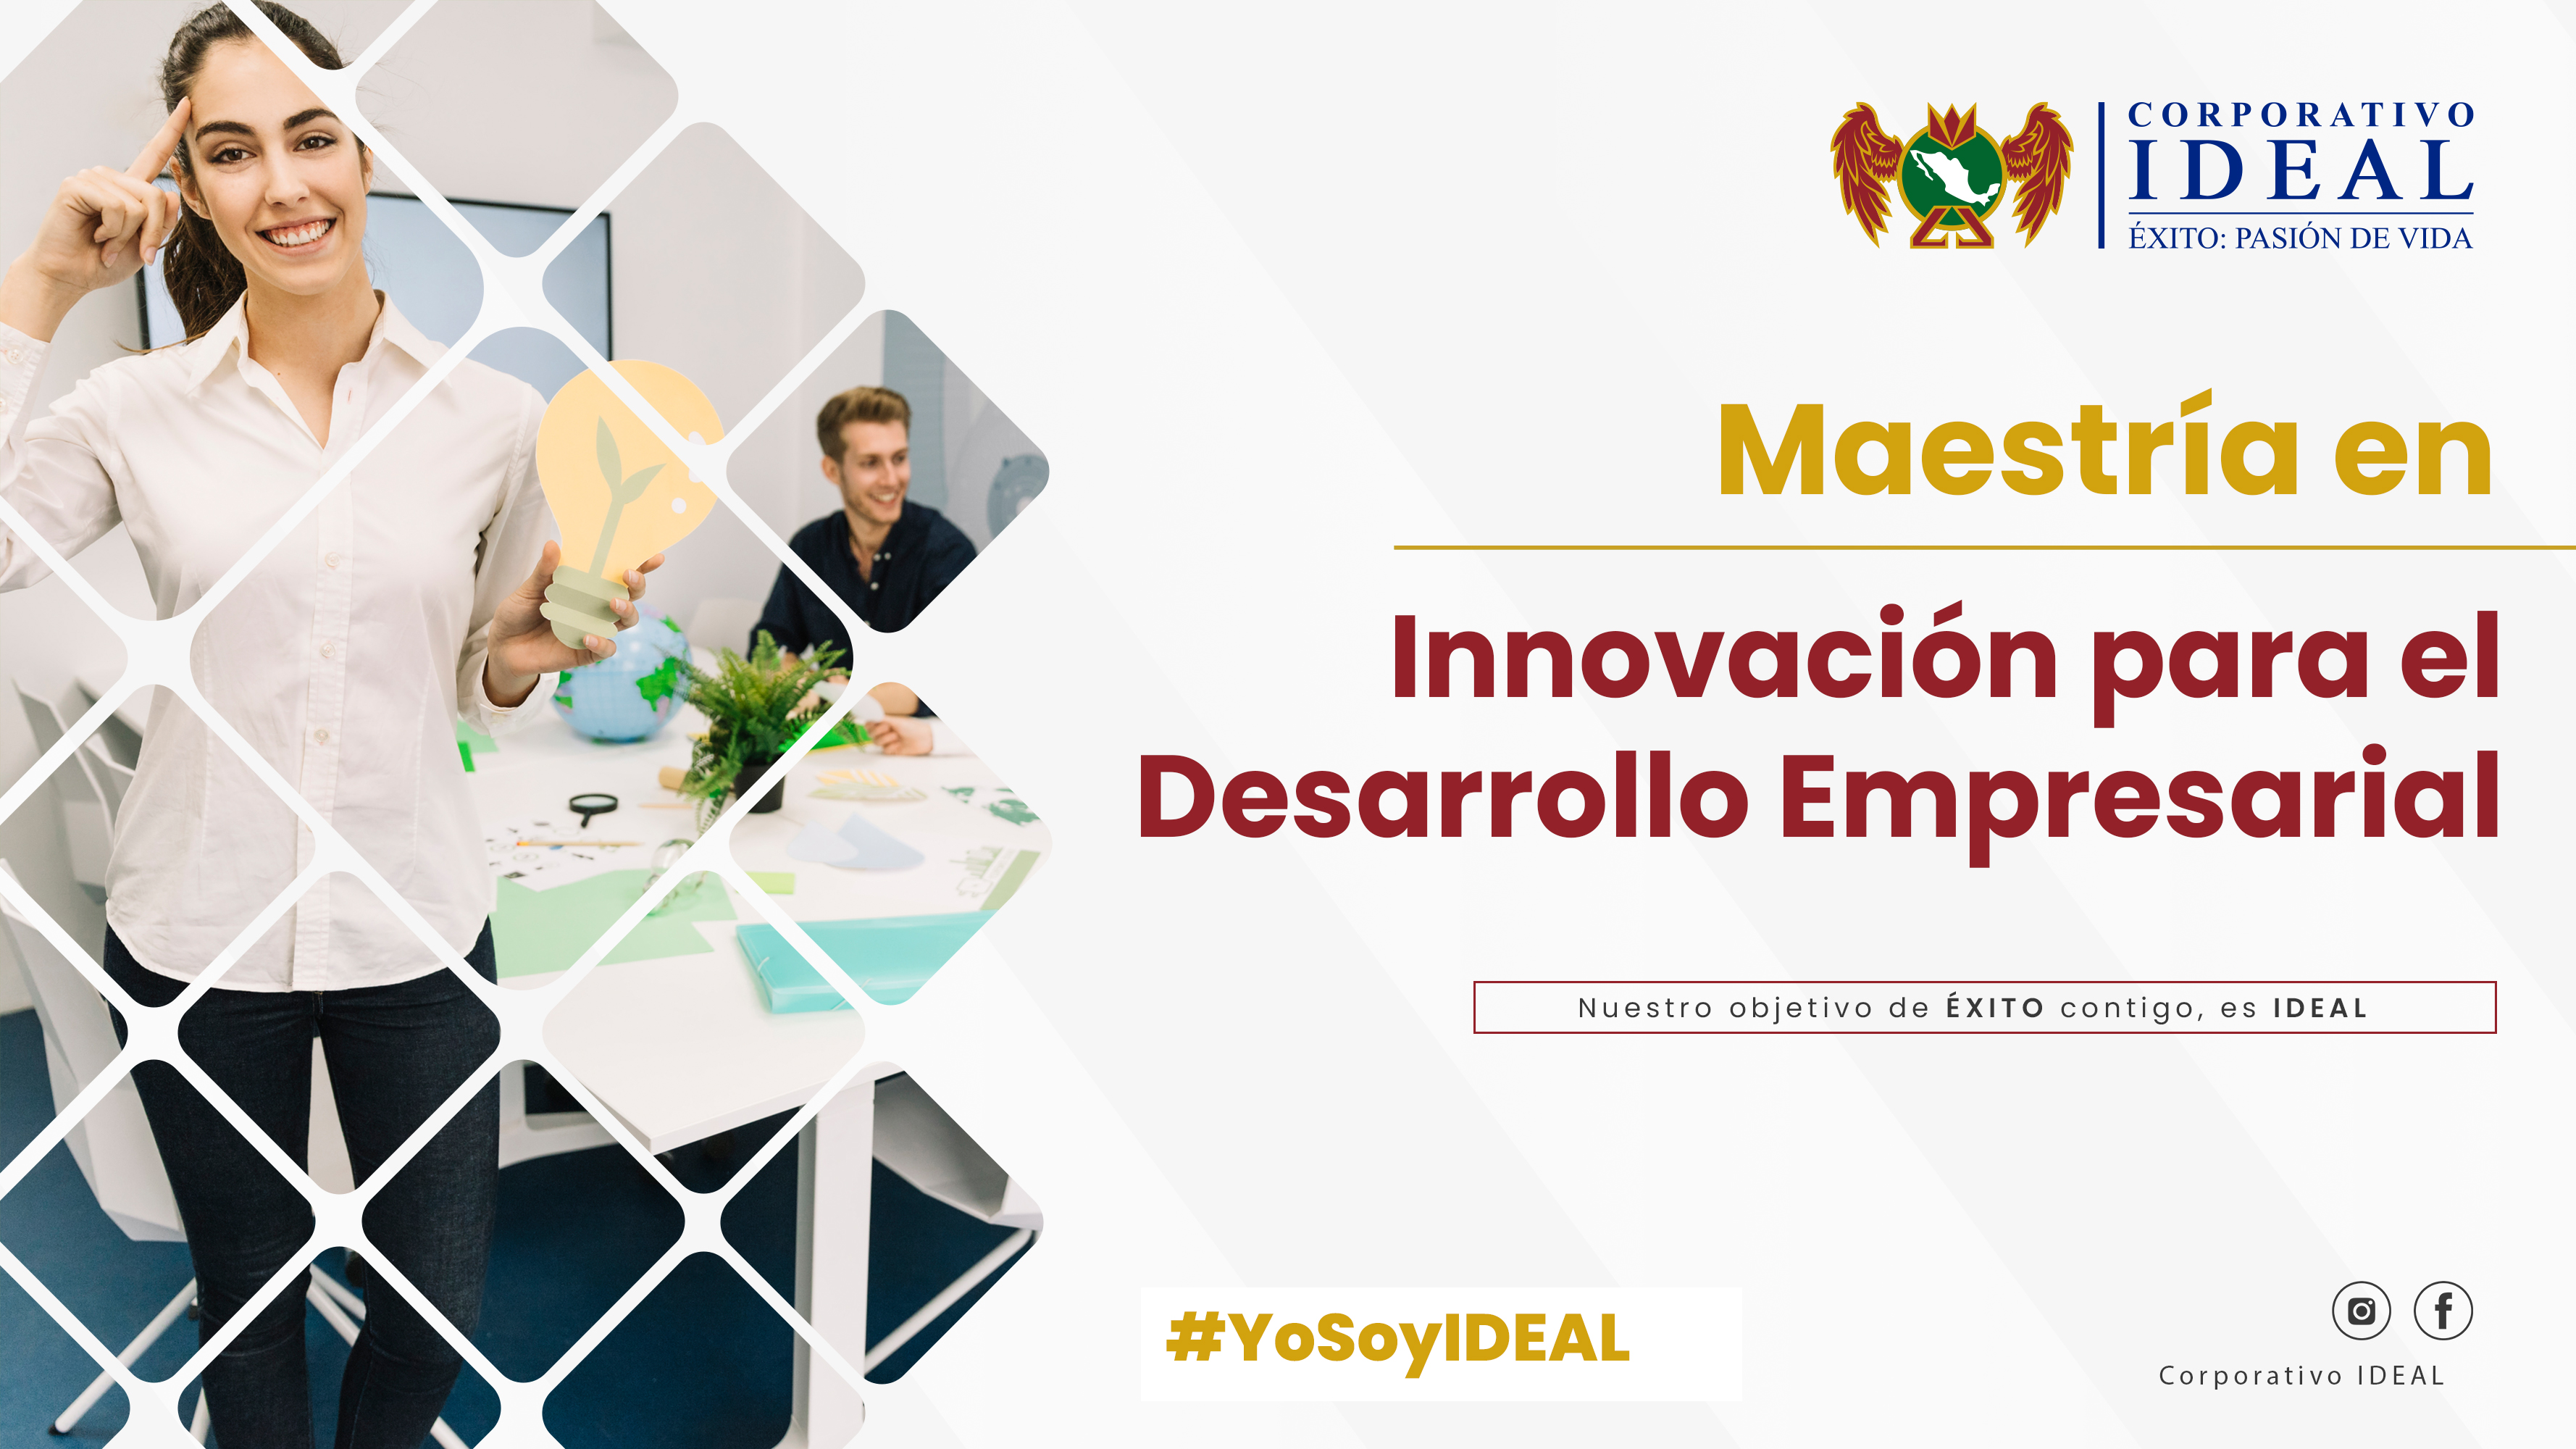 CORPORATIVO
IDEAL
ÉXITO: PASIÓN DE VIDA
Maestría en
Innovación para el
Desarrollo Empresarial
Nuestro objetivo de ÉXITO contigo, es IDEAL
#YoSoyIDEAL
Corporativo IDEAL